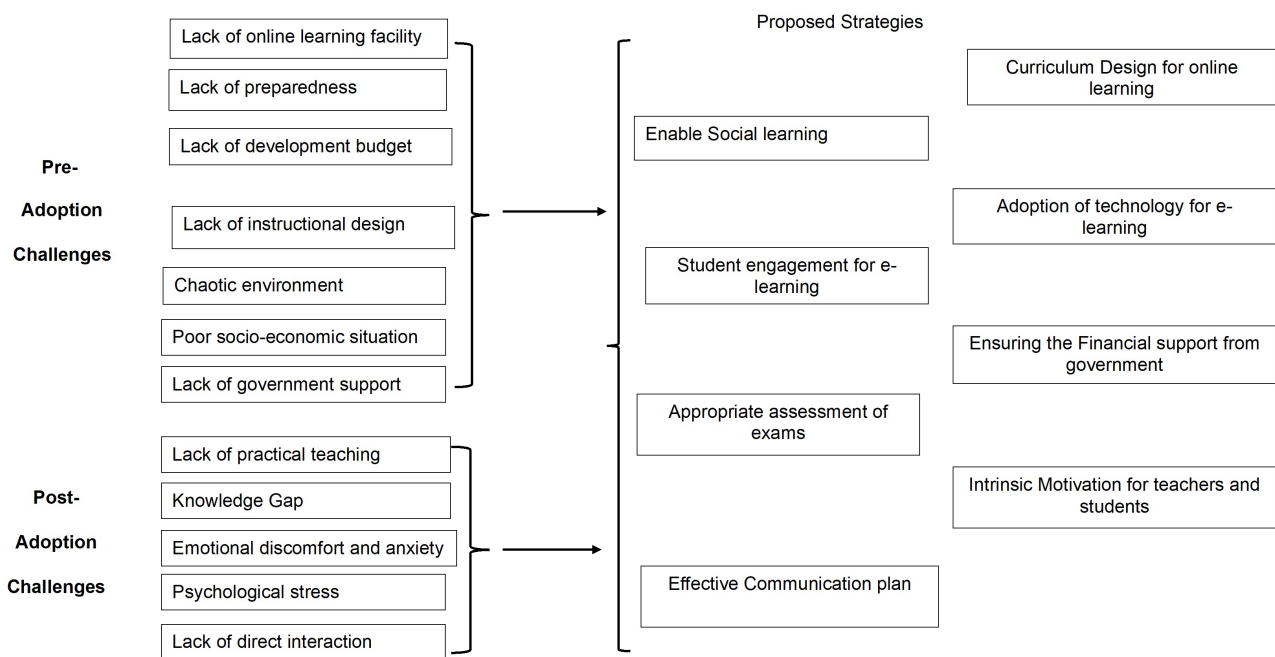 Pre-
Adoption
Challenges
Lack of online learning facility
Lack of preparedness
Lack of development budget
Lack of instructional design
Chaotic environment
Poor socio-economic situation
Lack of government support
Post-
Adoption
Challenges
Lack of practical teaching
Knowledge Gap
Emotional discomfort and anxiety
Psychological stress
Lack of direct interaction
Proposed Strategies
Curriculum Design for online
learning
Enable Social learning
Adoption of technology for e-
learning
Student engagement for e-
learning
Ensuring the Financial support from
government
Appropriate assessment of
exams
Intrinsic Motivation for teachers and
students
Effective Communication plan